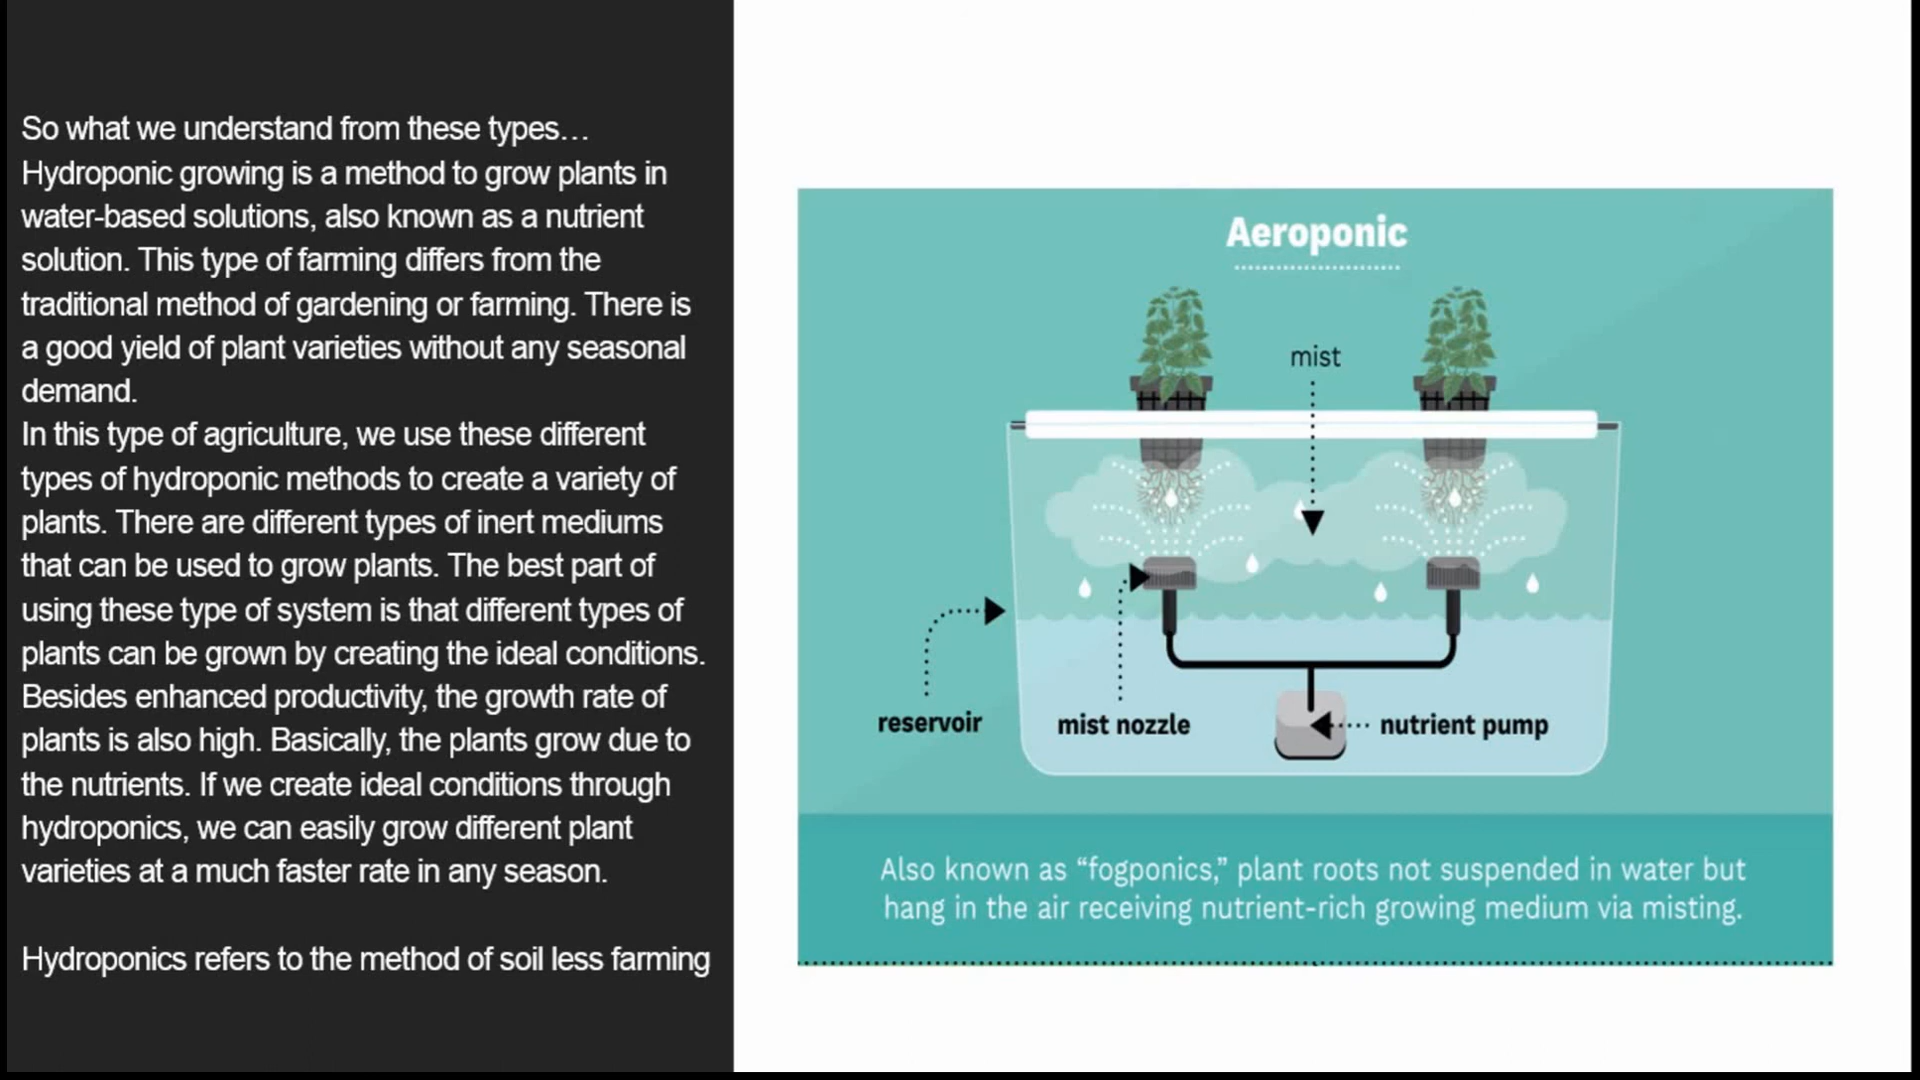 So what we understand from these types…
Hydroponic growing is a method to grow plants in
water-based solutions, also known as a nutrient
solution. This type of farming differs from the
traditional method of gardening or farming. There is
a good yield of plant varieties without any seasonal
demand.
In this type of agriculture, we use these different
types of hydroponic methods to create a variety of
plants. There are different types of inert mediums
that can be used to grow plants. The best part of
using these type of system is that different types of
plants can be grown by creating the ideal conditions.
Besides enhanced productivity, the growth rate of
plants is also high. Basically, the plants grow due to
the nutrients. If we create ideal conditions through
hydroponics, we can easily grow different plant
varieties at a much faster rate in any season.
Hydroponics refers to the method of soil less farming
Aeroponic
mist
reservoir
mist nozzle
nutrient pump
Also known as “fogponics,” plant roots not suspended in water but
hang in the air receiving nutrient-rich growing medium via misting.